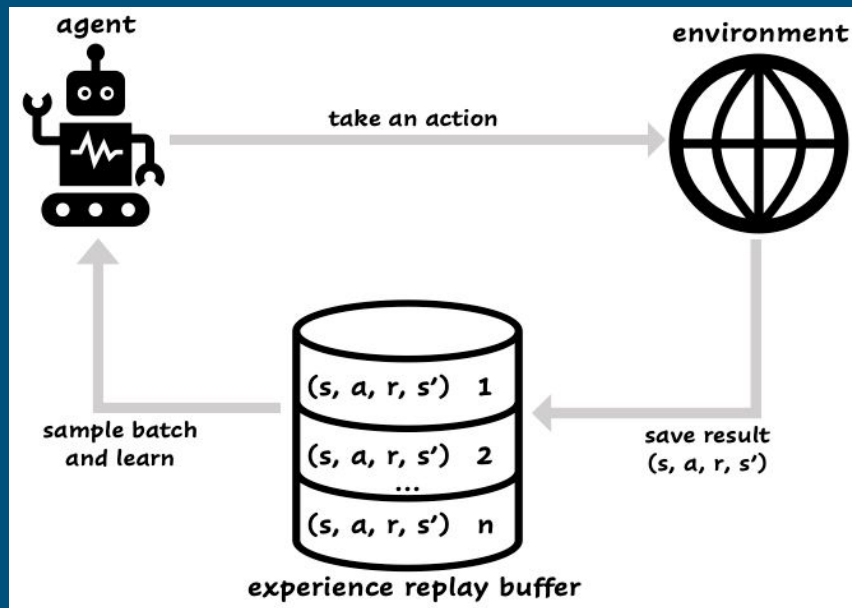 agent
environment
take an action
(s, a, r, s’) 1
(s, a, r, s’) 2
...
(s, a, r, s’) n
sample batch
and learn
save result
(s, a, r, s’)
experience replay buffer